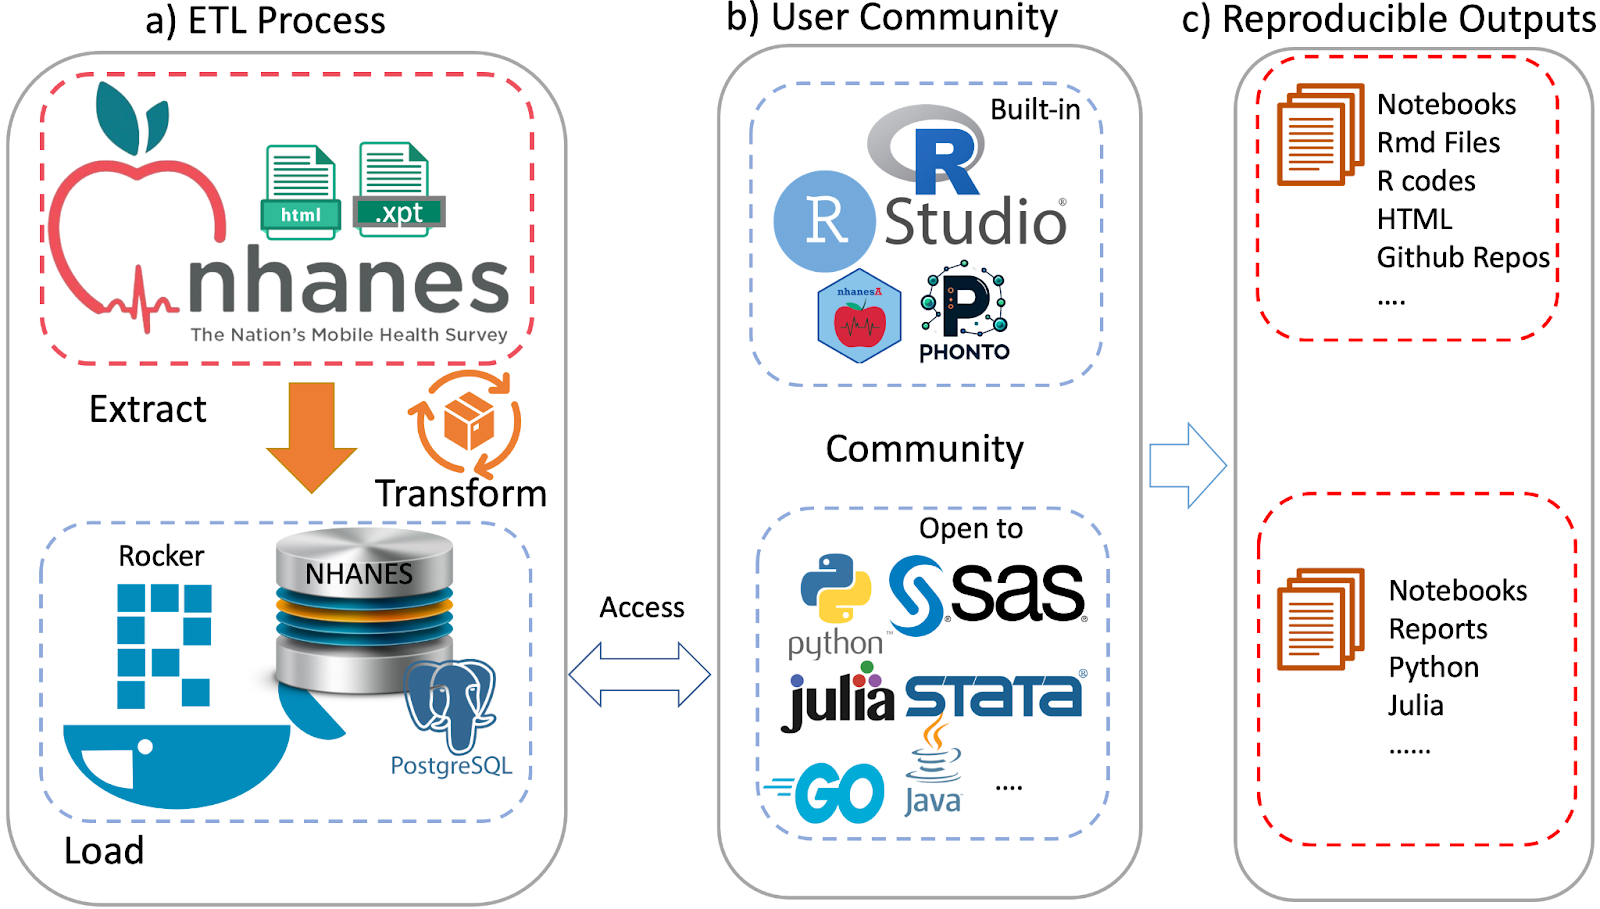 a) ETL Process
html
.xpt
nhanes
The Nation's Mobile Health Survey
Extract
Transform
Rocker
NHANES
PostgreSQL
Load
Access
b) User Community
Built-in
R
R
Studio®
nhanesA
P
PHONTO
Community
Open to
python™
sas®
julia
STATA®
GO
Java™
....
c) Reproducible Outputs
Notebooks
Rmd Files
R codes
HTML
Github Repos
....
Notebooks
Reports
Python
Julia
......